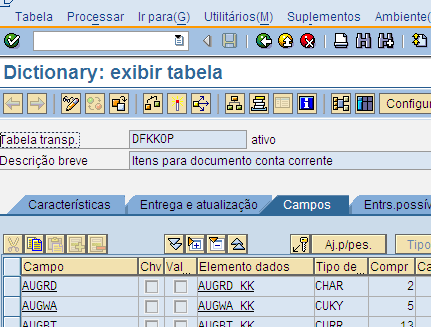 Tabela Processar Ir para(G) Utilitários(M) Suplementos Ambiente(
Dictionary: exibir tabela
Configur
Tabela transp. DFKKOP ativo
Descrição breve Itens para documento conta corrente
Características Entrega e atualização Campos Entrs.possív
Aj.p/pes. Tipo
Campo Chv Val... Elemento dados Tipo de... Compr Ca
AUGRD AUGRD_KK CHAR 2
AUGWA AUGWA_KK CUKY 5
AUGBT AUGBT_KK CURR 13